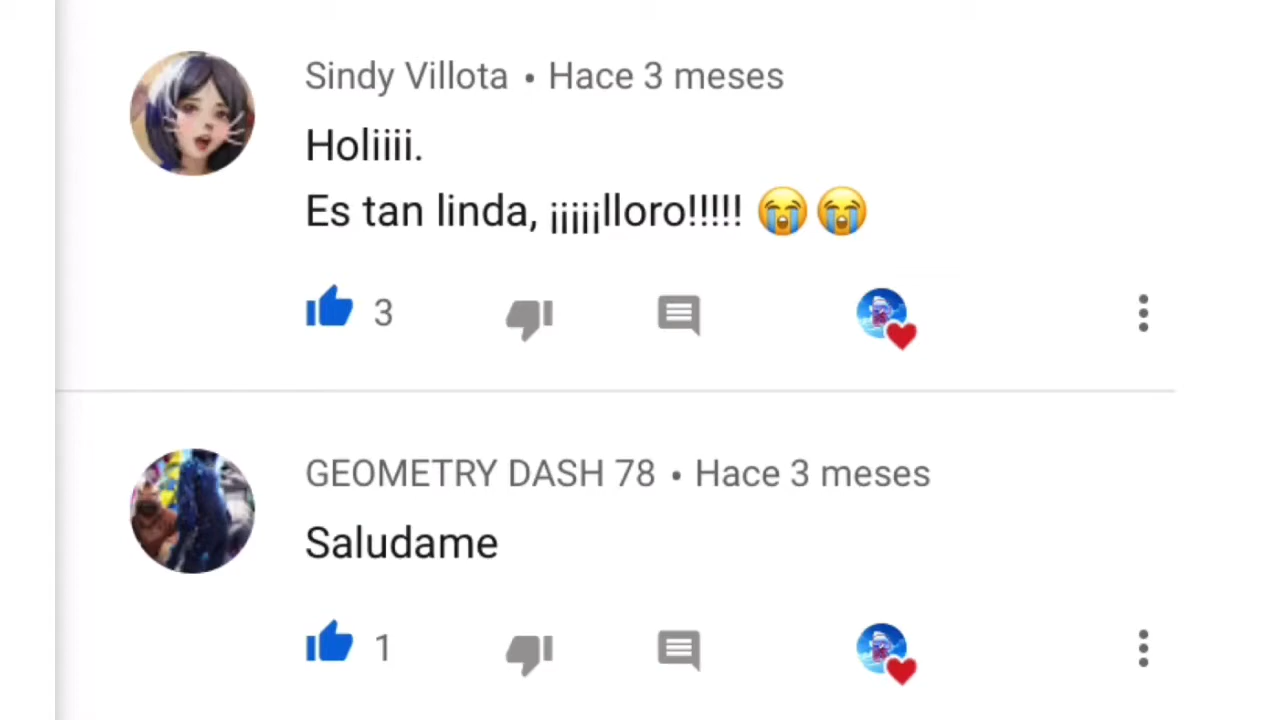 Sindy Villota • Hace 3 meses
Holiiii.
Es tan linda, ¡¡¡¡¡lloro!!!!! 😭😭
3
GEOMETRY DASH 78 • Hace 3 meses
Saludame
1